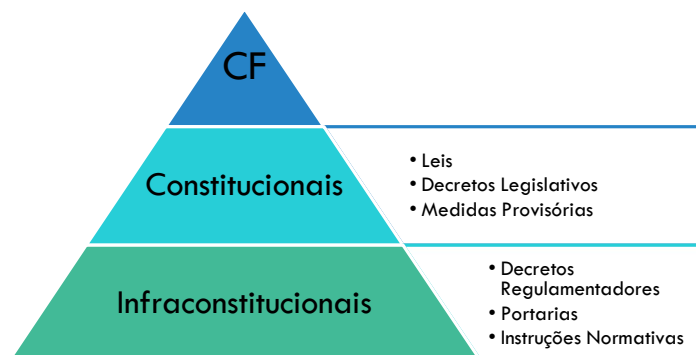 CF
Constitucionais
• Leis
• Decretos Legislativos
• Medidas Provisórias
Infraconstitucionais
• Decretos
Regulamentadores
• Portarias
• Instruções Normativas